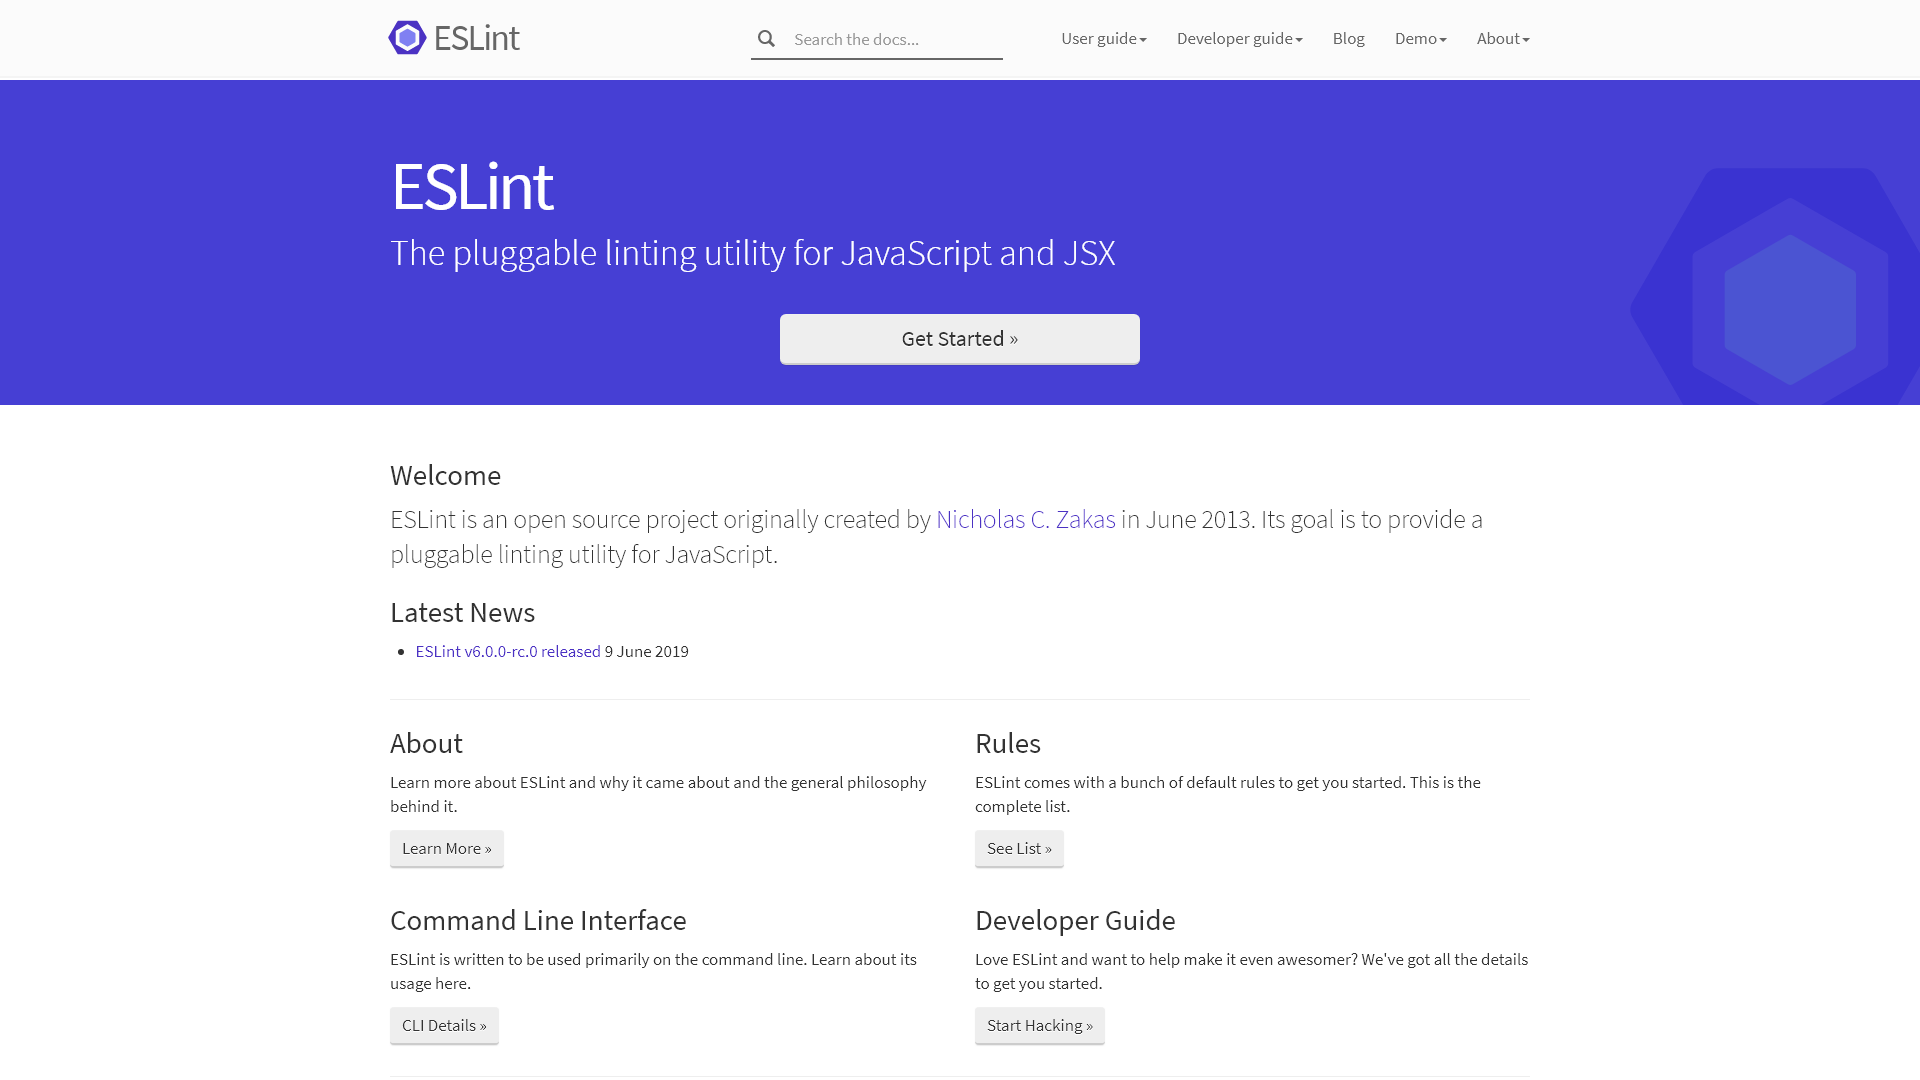 ESLint
Search the docs...
User guide
Developer guide
Blog
Demo
About
ESLint
The pluggable linting utility for JavaScript and JSX
Get Started »
Welcome
ESLint is an open source project originally created by Nicholas C. Zakas in June 2013. Its goal is to provide a
pluggable linting utility for JavaScript.
Latest News
ESLint v6.0.0-rc.0 released 9 June 2019
About
Learn more about ESLint and why it came about and the general philosophy
behind it.
Learn More »
Rules
ESLint comes with a bunch of default rules to get you started. This is the
complete list.
See List »
Command Line Interface
ESLint is written to be used primarily on the command line. Learn about its
usage here.
CLI Details »
Developer Guide
Love ESLint and want to help make it even awesomer? We've got all the details
to get you started.
Start Hacking »